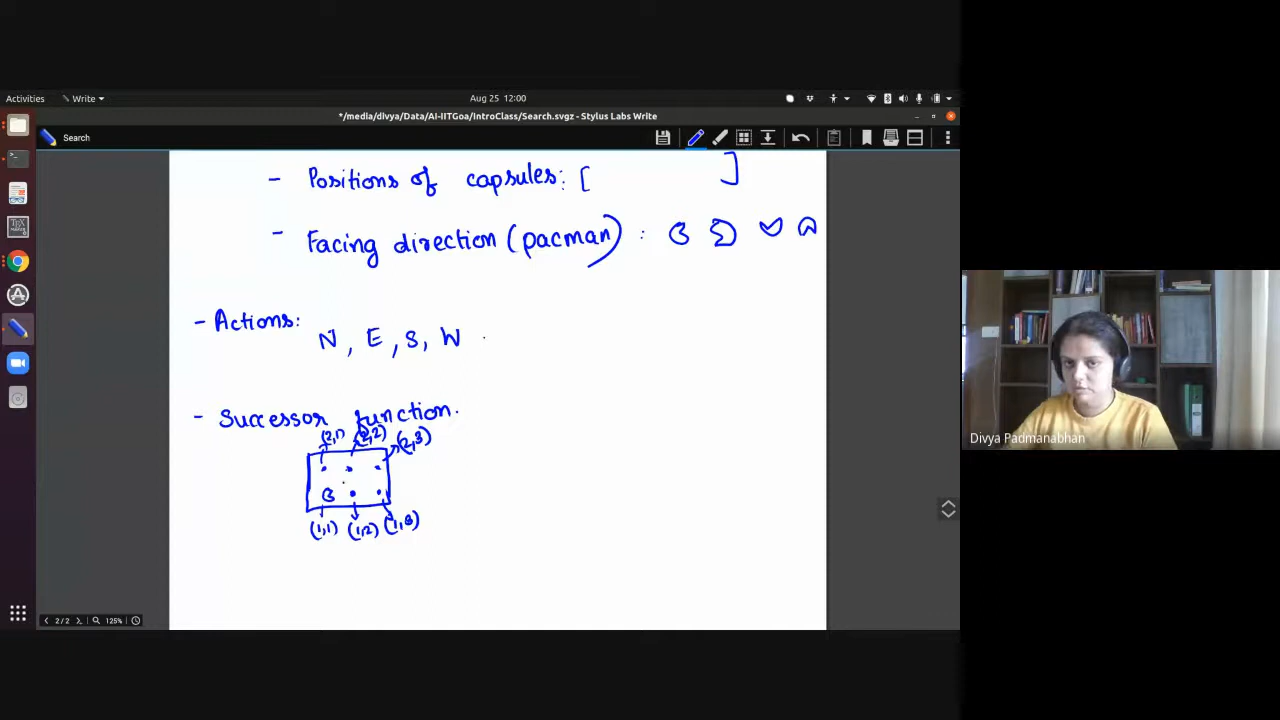 Activities
Write
Aug 25 12:00
*/media/divya/Data/AI-IITGoa/IntroClass/Search.svgz - Stylus Labs Write
Search
- Positions of capsules: [ ]
- Facing direction (pacman) :
- Actions:
N, E, S, W
- Successor function.
(2,1) (2,2) (2,3)
(1,1) (1,2) (1,3)
2/2 125%
Divya Padmanabhan